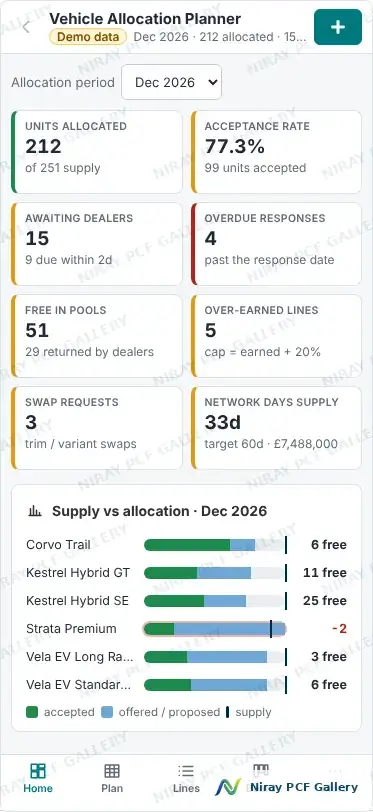 Vehicle Allocation Planner
Demo data Dec 2026 · 212 allocated · 15...
Allocation period Dec 2026
UNITS ALLOCATED
212
of 251 supply
ACCEPTANCE RATE
77.3%
99 units accepted
AWAITING DEALERS
15
9 due within 2d
OVERDUE RESPONSES
4
past the response date
FREE IN POOLS
51
29 returned by dealers
OVER-EARNED LINES
5
cap = earned + 20%
SWAP REQUESTS
3
trim / variant swaps
NETWORK DAYS SUPPLY
33d
target 60d · £7,488,000
Supply vs allocation · Dec 2026
Corvo Trail 6 free
Kestrel Hybrid GT 11 free
Kestrel Hybrid SE 25 free
Strata Premium -2
Vela EV Long Ra... 3 free
Vela EV Standar... 6 free
accepted offered / proposed supply
Home Plan Lines
Niray PCF Gallery
NIRAY PCF GALLERY